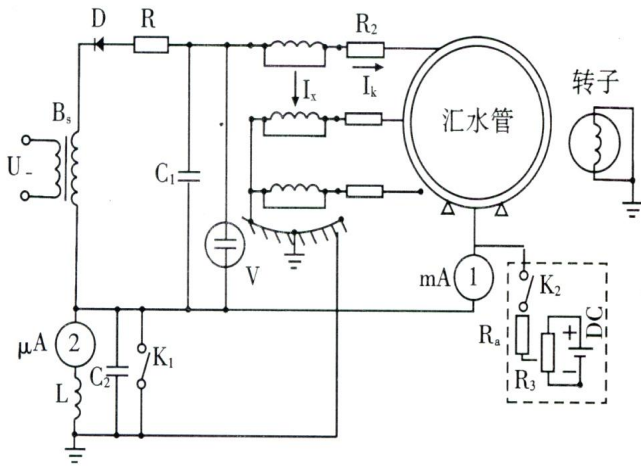 D
R
R₂
Bₛ
U₋
C₁
Iₓ
Iₖ
汇水管
转子
V
mA
1
K₂
Rₐ
R₃
+
−
DC
μA
2
C₂
K₁
L